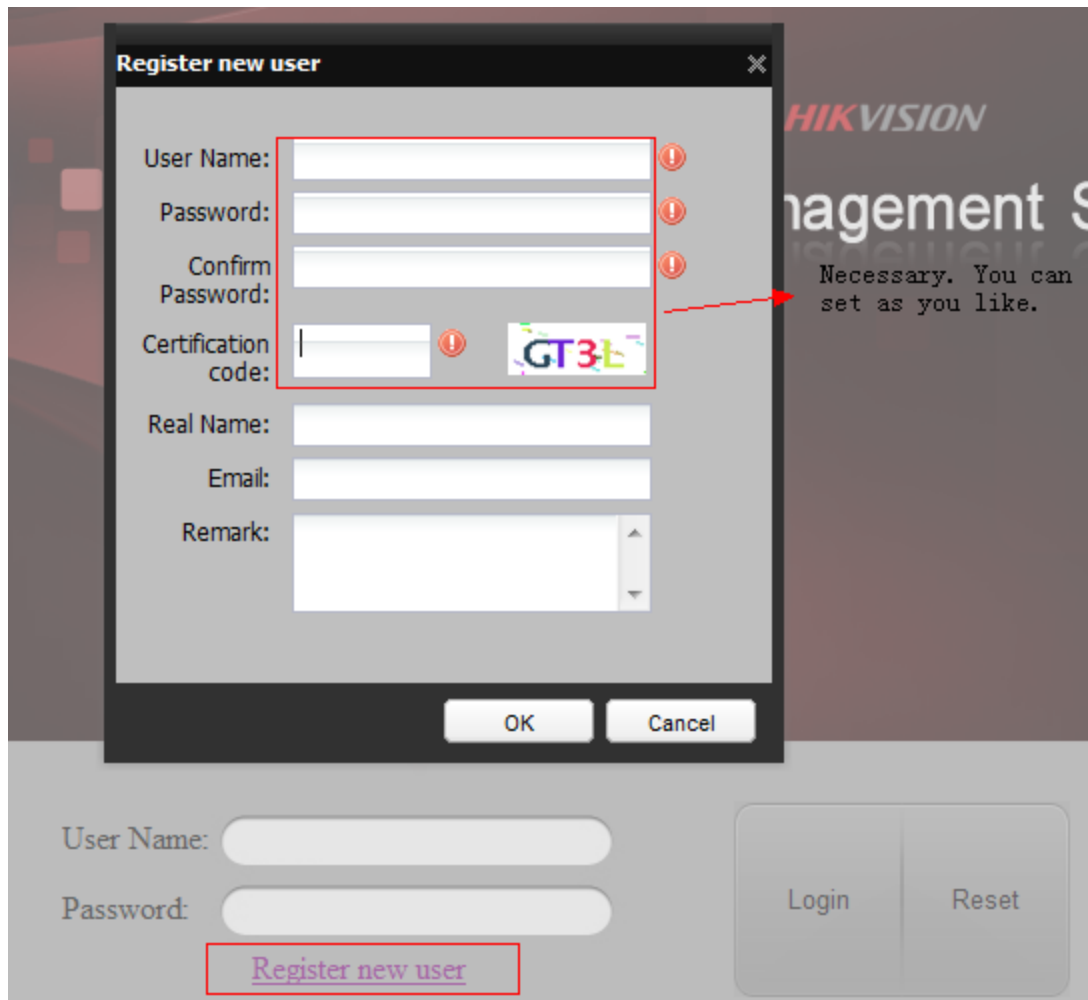 Register new user
HIKVISION
User Name:
nagement S
Password:
Confirm
Password:
Necessary. You can
set as you like.
Certification
code:
GT3L
Real Name:
Email:
Remark:
OK
Cancel
User Name:
Password:
Login
Reset
Register new user